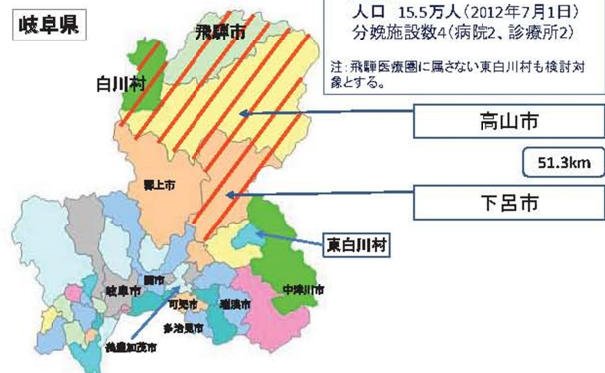 岐阜県
人口 15.5万人(2012年7月1日)
分娩施設数4(病院2、診療所2)
注:飛騨医療圏に属さない東白川村も検討対
象とする。
飛騨市
白川村
高山市
51.3km
下呂市
郡上市
東白川村
関市
岐阜市
中津川市
可児市
瑞浪市
多治見市
美濃加茂市